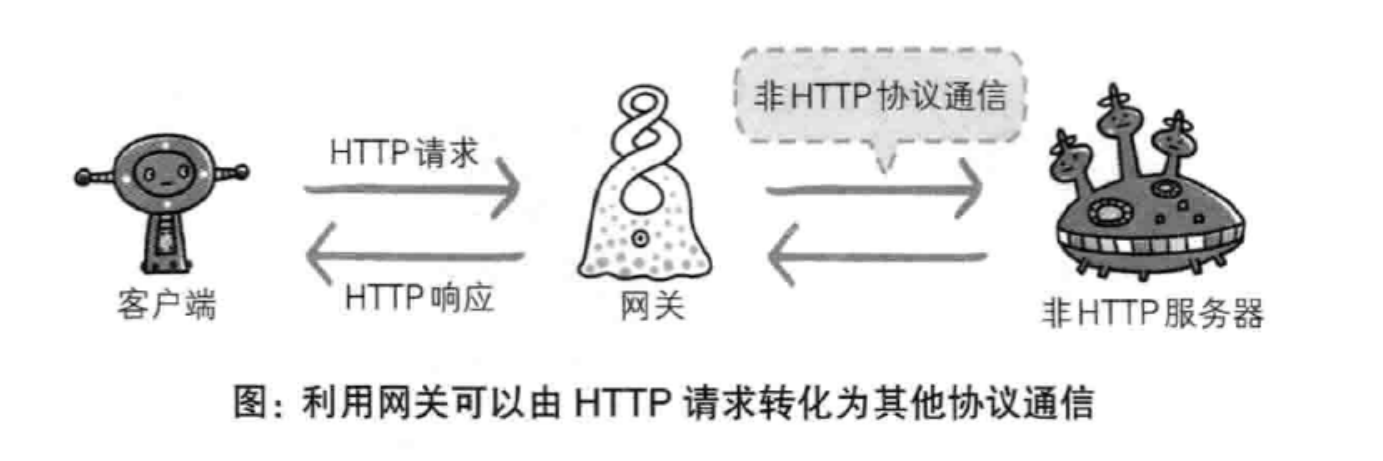 非HTTP协议通信
HTTP请求
客户端
HTTP响应
网关
非HTTP服务器
图：利用网关可以由 HTTP 请求转化为其他协议通信